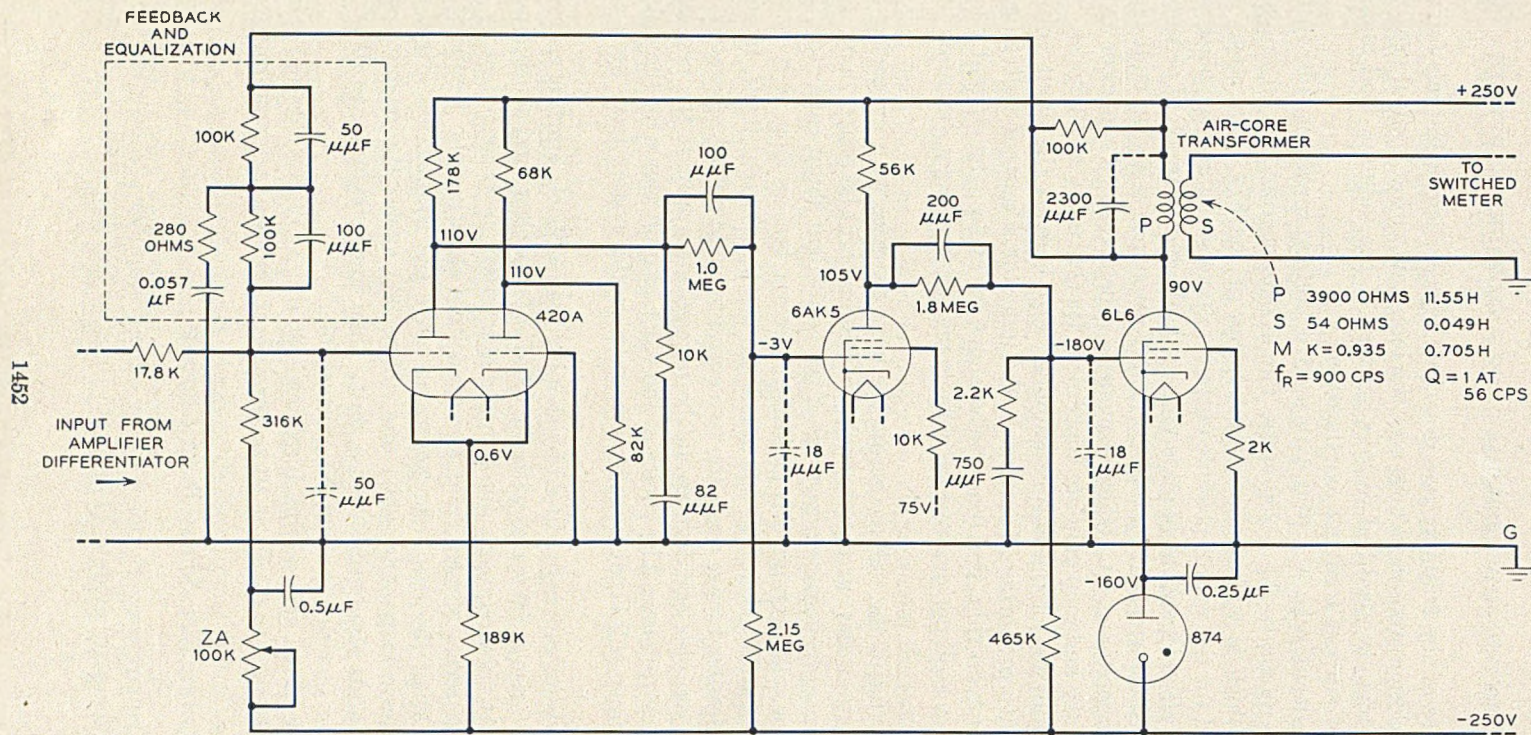 FEEDBACK
AND
EQUALIZATION
100K
50
μμF
280
OHMS
100K
100
μμF
0.057
μF
17.8K
INPUT FROM
AMPLIFIER
DIFFERENTIATOR
316K
50
μμF
0.5μF
ZA
100K
178K
68K
110V
110V
420A
0.6V
189K
82K
100
μμF
1.0
MEG
10K
82
μμF
-3V
18
μμF
2.15
MEG
56K
105V
6AK5
200
μμF
1.8MEG
10K
75V
2.2K
750
μμF
-180V
18
μμF
465K
100K
2300
μμF
AIR-CORE
TRANSFORMER
P S
90V
6L6
2K
-160V
0.25μF
874
+250V
TO
SWITCHED
METER
P 3900 OHMS 11.55H
S 54 OHMS 0.049H
M K=0.935 0.705H
fR=900 CPS Q=1 AT
56 CPS
G
-250V
1452